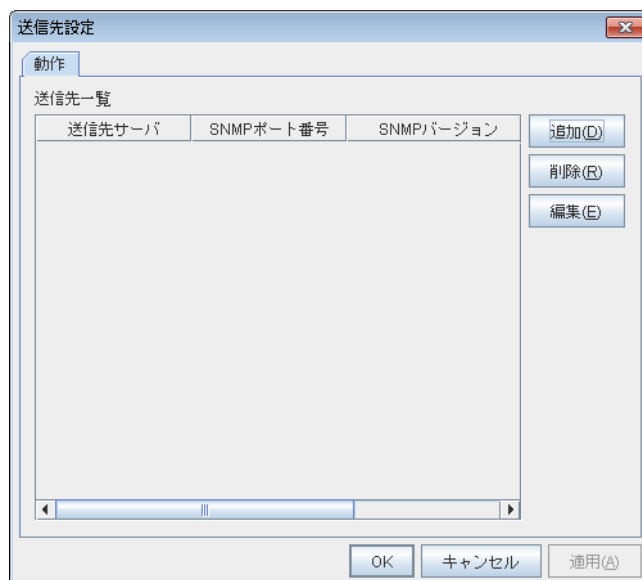 送信先設定
動作
送信先一覧
送信先サーバ SNMPポート番号 SNMPバージョン
追加(D)
削除(R)
編集(E)
OK キャンセル 適用(A)